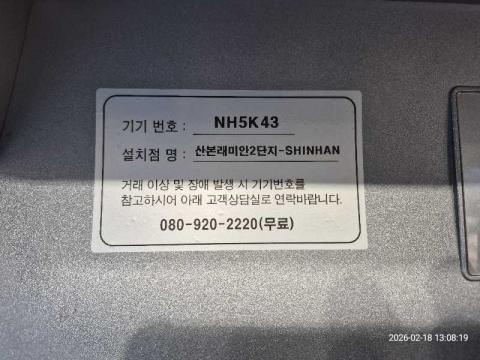 기기 번호 : NH5K43
설치점 명 : 산본래미안2단지-SHINHAN
거래 이상 및 장애 발생 시 기기번호를
참고하시어 아래 고객상담실로 연락바랍니다.
080-920-2220(무료)
2026-02-18 13:08:19